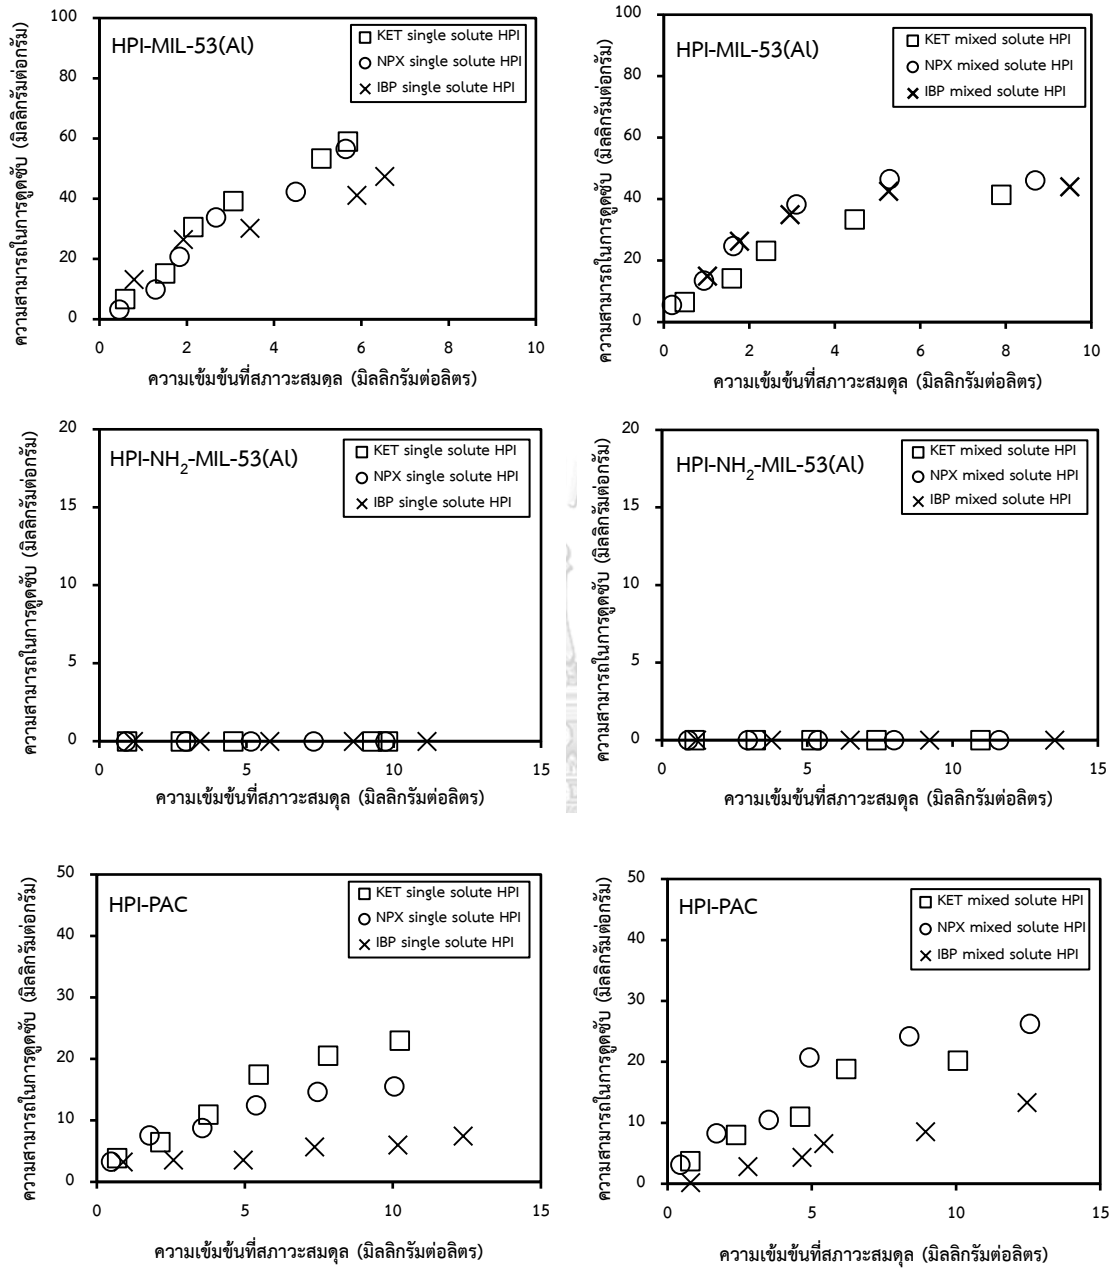 HPI-MIL-53(Al)
KET single solute HPI
NPX single solute HPI
IBP single solute HPI
100
80
60
40
20
0
0 2 4 6 8 10
ความสามารถในการดูดซับ (มิลลิกรัมต่อกรัม)
ความเข้มข้นที่สภาวะสมดุล (มิลลิกรัมต่อลิตร)
HPI-MIL-53(Al)
KET mixed solute HPI
NPX mixed solute HPI
IBP mixed solute HPI
100
80
60
40
20
0
0 2 4 6 8 10
ความสามารถในการดูดซับ (มิลลิกรัมต่อกรัม)
ความเข้มข้นที่สภาวะสมดุล (มิลลิกรัมต่อลิตร)
HPI-NH2-MIL-53(Al)
KET single solute HPI
NPX single solute HPI
IBP single solute HPI
20
15
10
5
0
0 5 10 15
ความสามารถในการดูดซับ (มิลลิกรัมต่อกรัม)
ความเข้มข้นที่สภาวะสมดุล (มิลลิกรัมต่อลิตร)
HPI-NH2-MIL-53(Al)
KET mixed solute HPI
NPX mixed solute HPI
IBP mixed solute HPI
20
15
10
5
0
0 5 10 15
ความสามารถในการดูดซับ (มิลลิกรัมต่อกรัม)
ความเข้มข้นที่สภาวะสมดุล (มิลลิกรัมต่อลิตร)
HPI-PAC
KET single solute HPI
NPX single solute HPI
IBP single solute HPI
50
40
30
20
10
0
0 5 10 15
ความสามารถในการดูดซับ (มิลลิกรัมต่อกรัม)
ความเข้มข้นที่สภาวะสมดุล (มิลลิกรัมต่อลิตร)
HPI-PAC
KET mixed solute HPI
NPX mixed solute HPI
IBP mixed solute HPI
50
40
30
20
10
0
0 5 10 15
ความสามารถในการดูดซับ (มิลลิกรัมต่อกรัม)
ความเข้มข้นที่สภาวะสมดุล (มิลลิกรัมต่อลิตร)